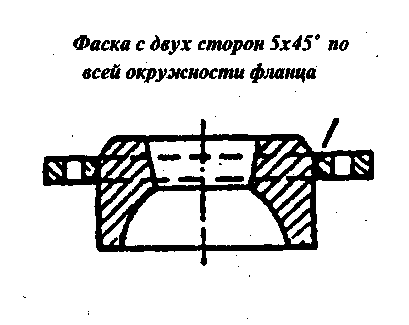 Фаска с двух сторон 5х45° по
всей окружности фланца